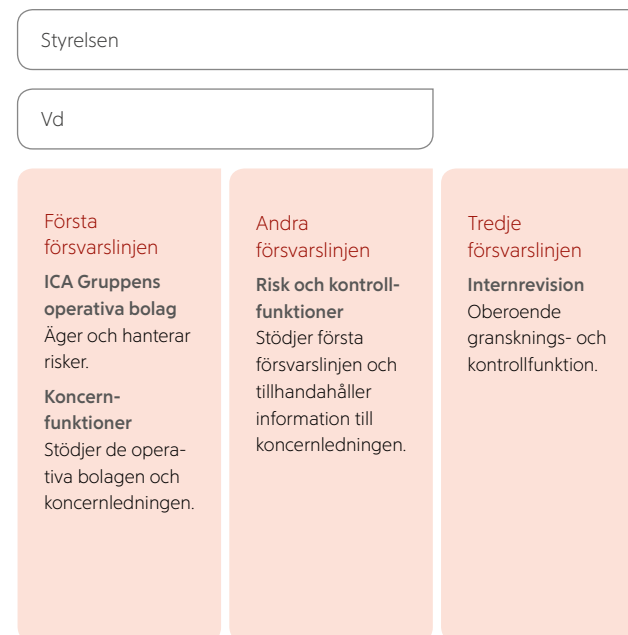 Styrelsen
Vd
Första
försvarslinjen
ICA Gruppens
operativa bolag
Äger och hanterar
risker.
Koncern-
funktioner
Stödjer de opera-
tiva bolagen och
koncernledningen.
Andra
försvarslinjen
Risk och kontroll-
funktioner
Stödjer första
försvarslinjen och
tillhandahåller
information till
koncernledningen.
Tredje
försvarslinjen
Internrevision
Oberoende
gransknings- och
kontrollfunktion.